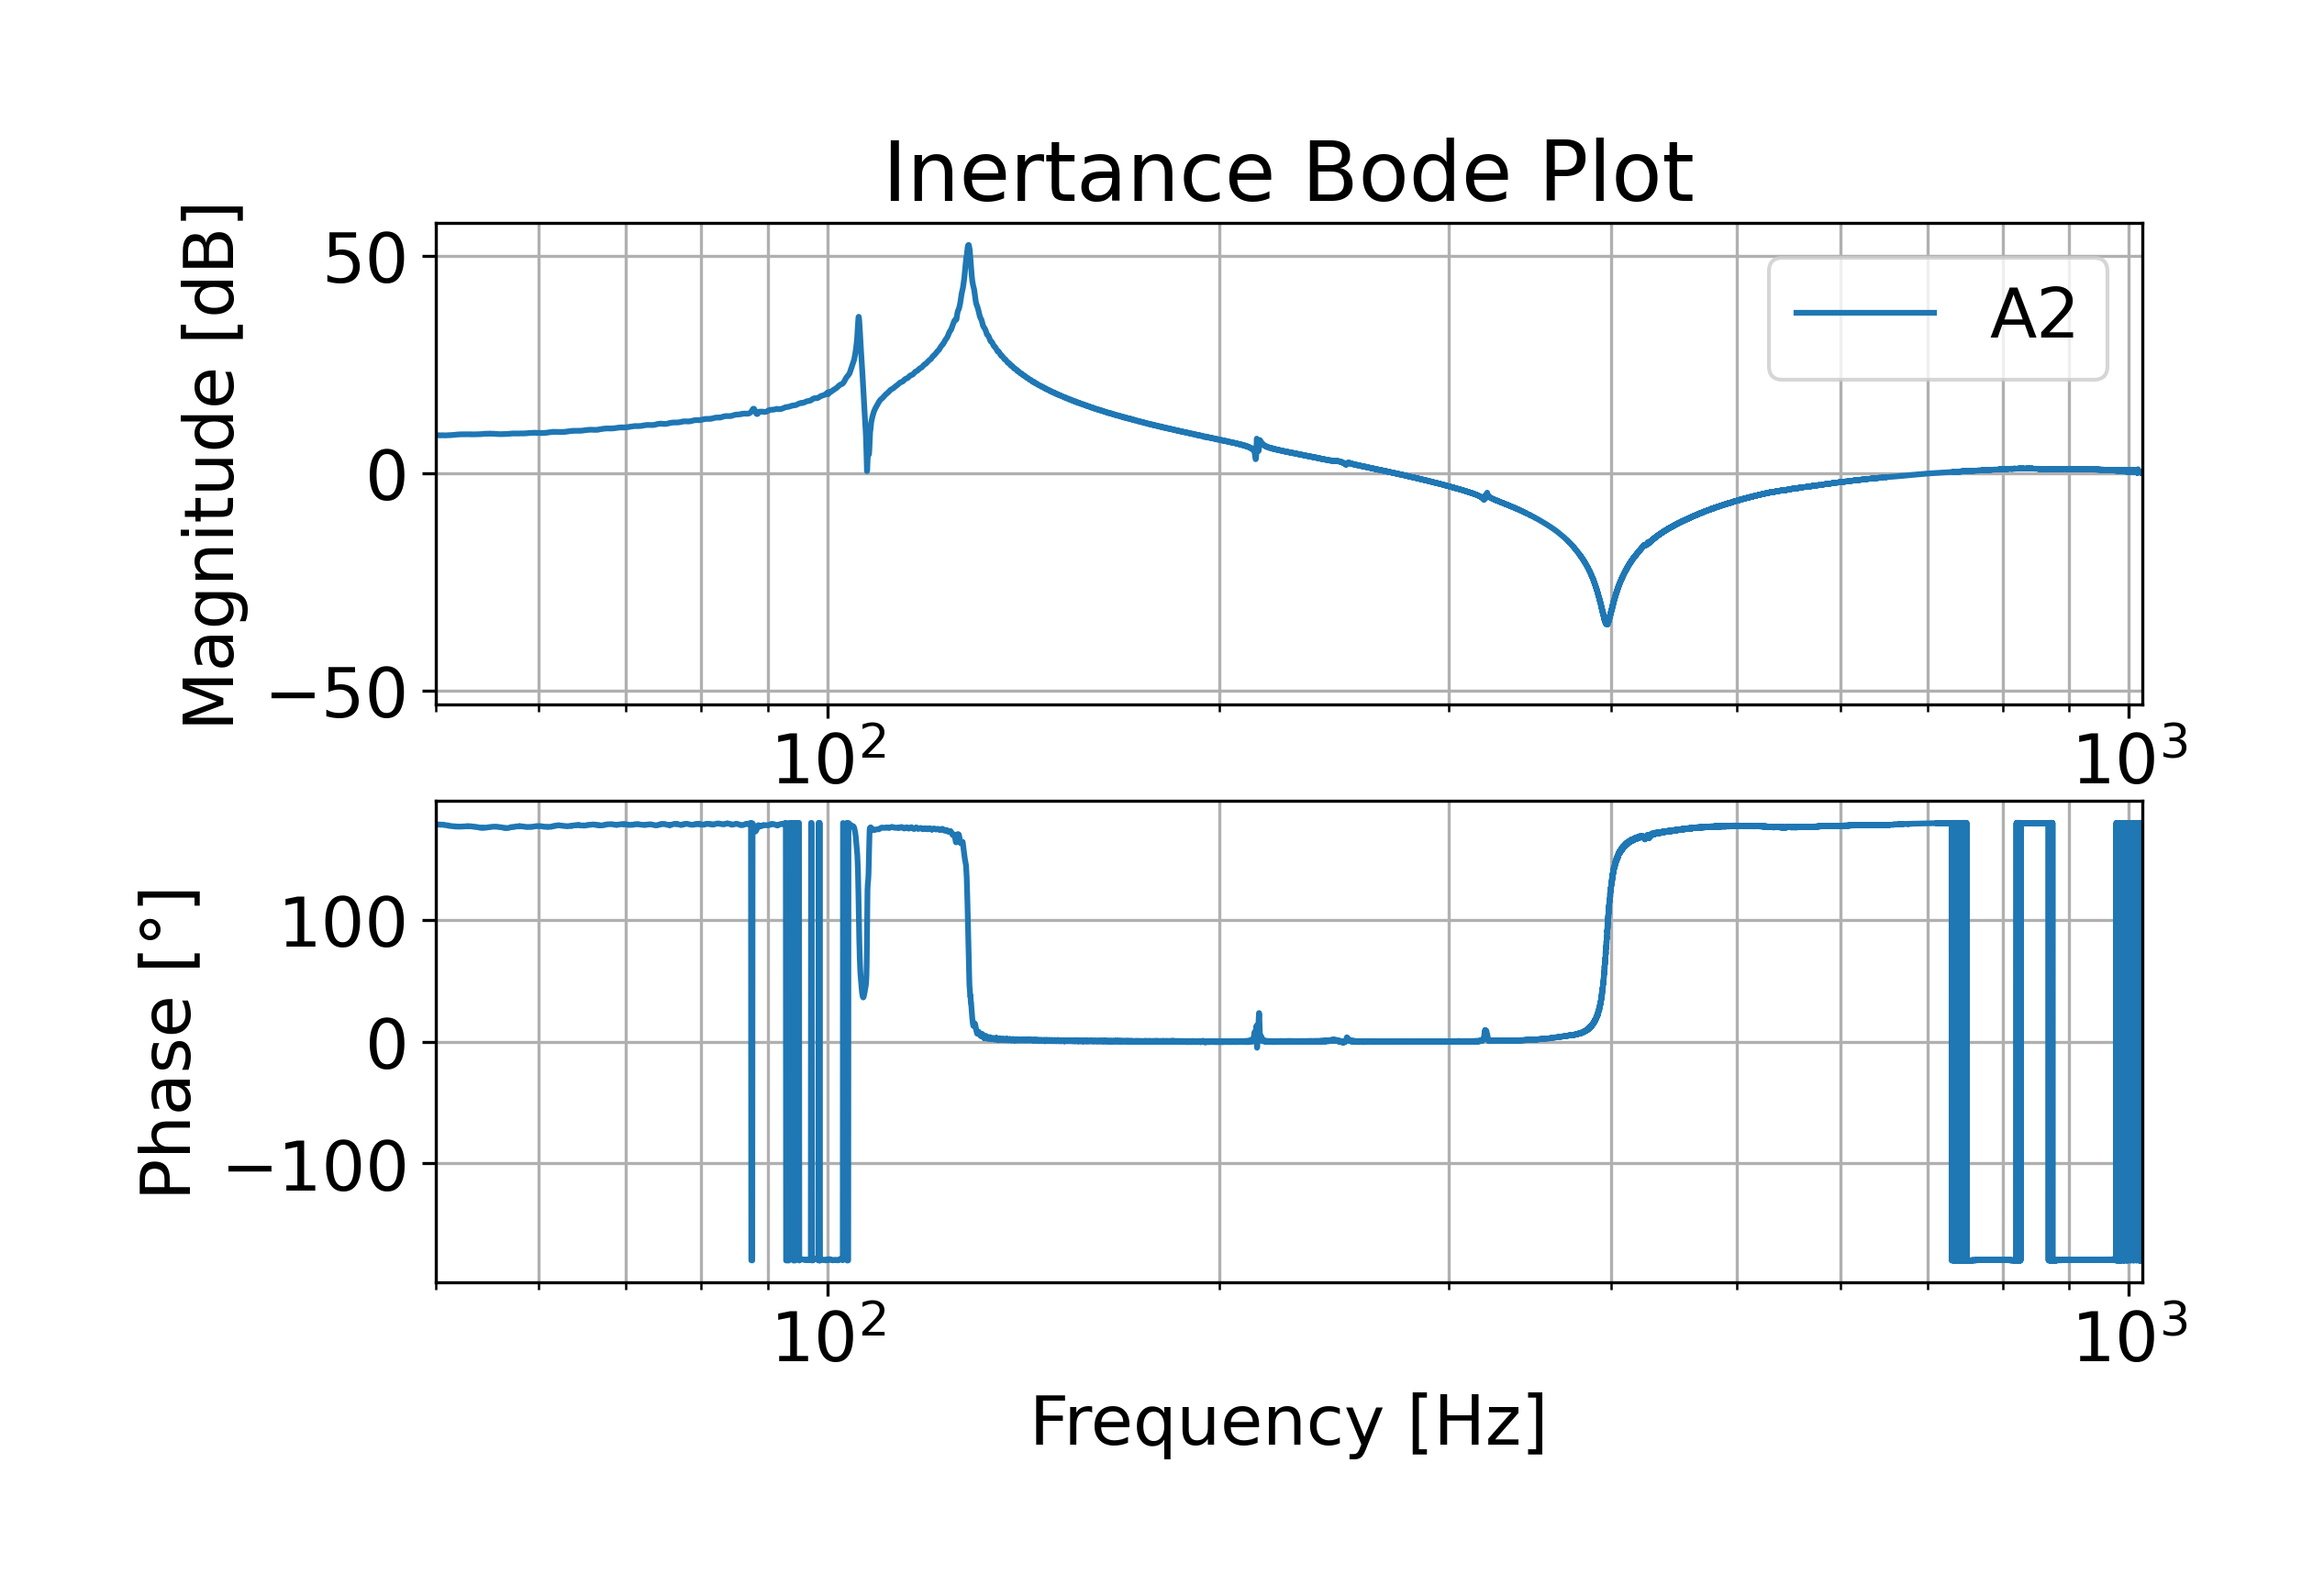 Inertance Bode Plot
Magnitude [dB]
50
0
−50
A2
10²
10³
Phase [°]
100
0
−100
10²
10³
Frequency [Hz]